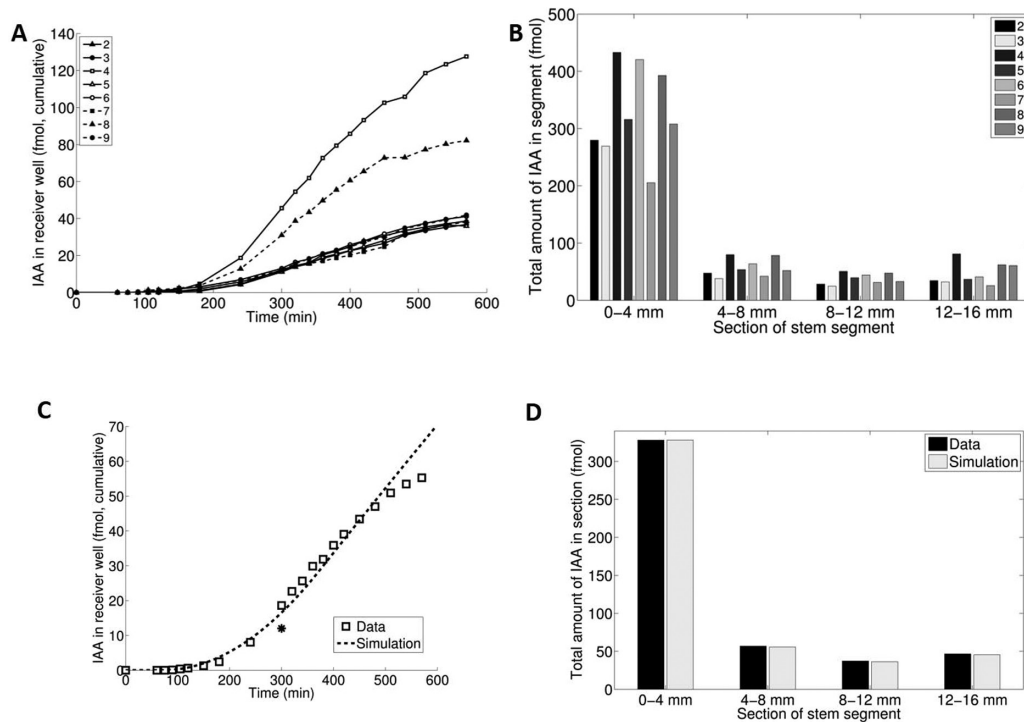 A
140
120
100
80
60
40
20
0
0
100
200
300
400
500
600
IAA in receiver well (fmol, cumulative)
Time (min)
2
3
4
5
6
7
8
9
B
500
400
300
200
100
0
Total amount of IAA in segment (fmol)
0−4 mm
4−8 mm
8−12 mm
12−16 mm
Section of stem segment
2
3
4
5
6
7
8
9
C
70
60
50
40
30
20
10
0
0
100
200
300
400
500
600
IAA in receiver well (fmol, cumulative)
Time (min)
Data
Simulation
*
D
300
250
200
150
100
50
0
Total amount of IAA in section (fmol)
0−4 mm
4−8 mm
8−12 mm
12−16 mm
Section of stem segment
Data
Simulation